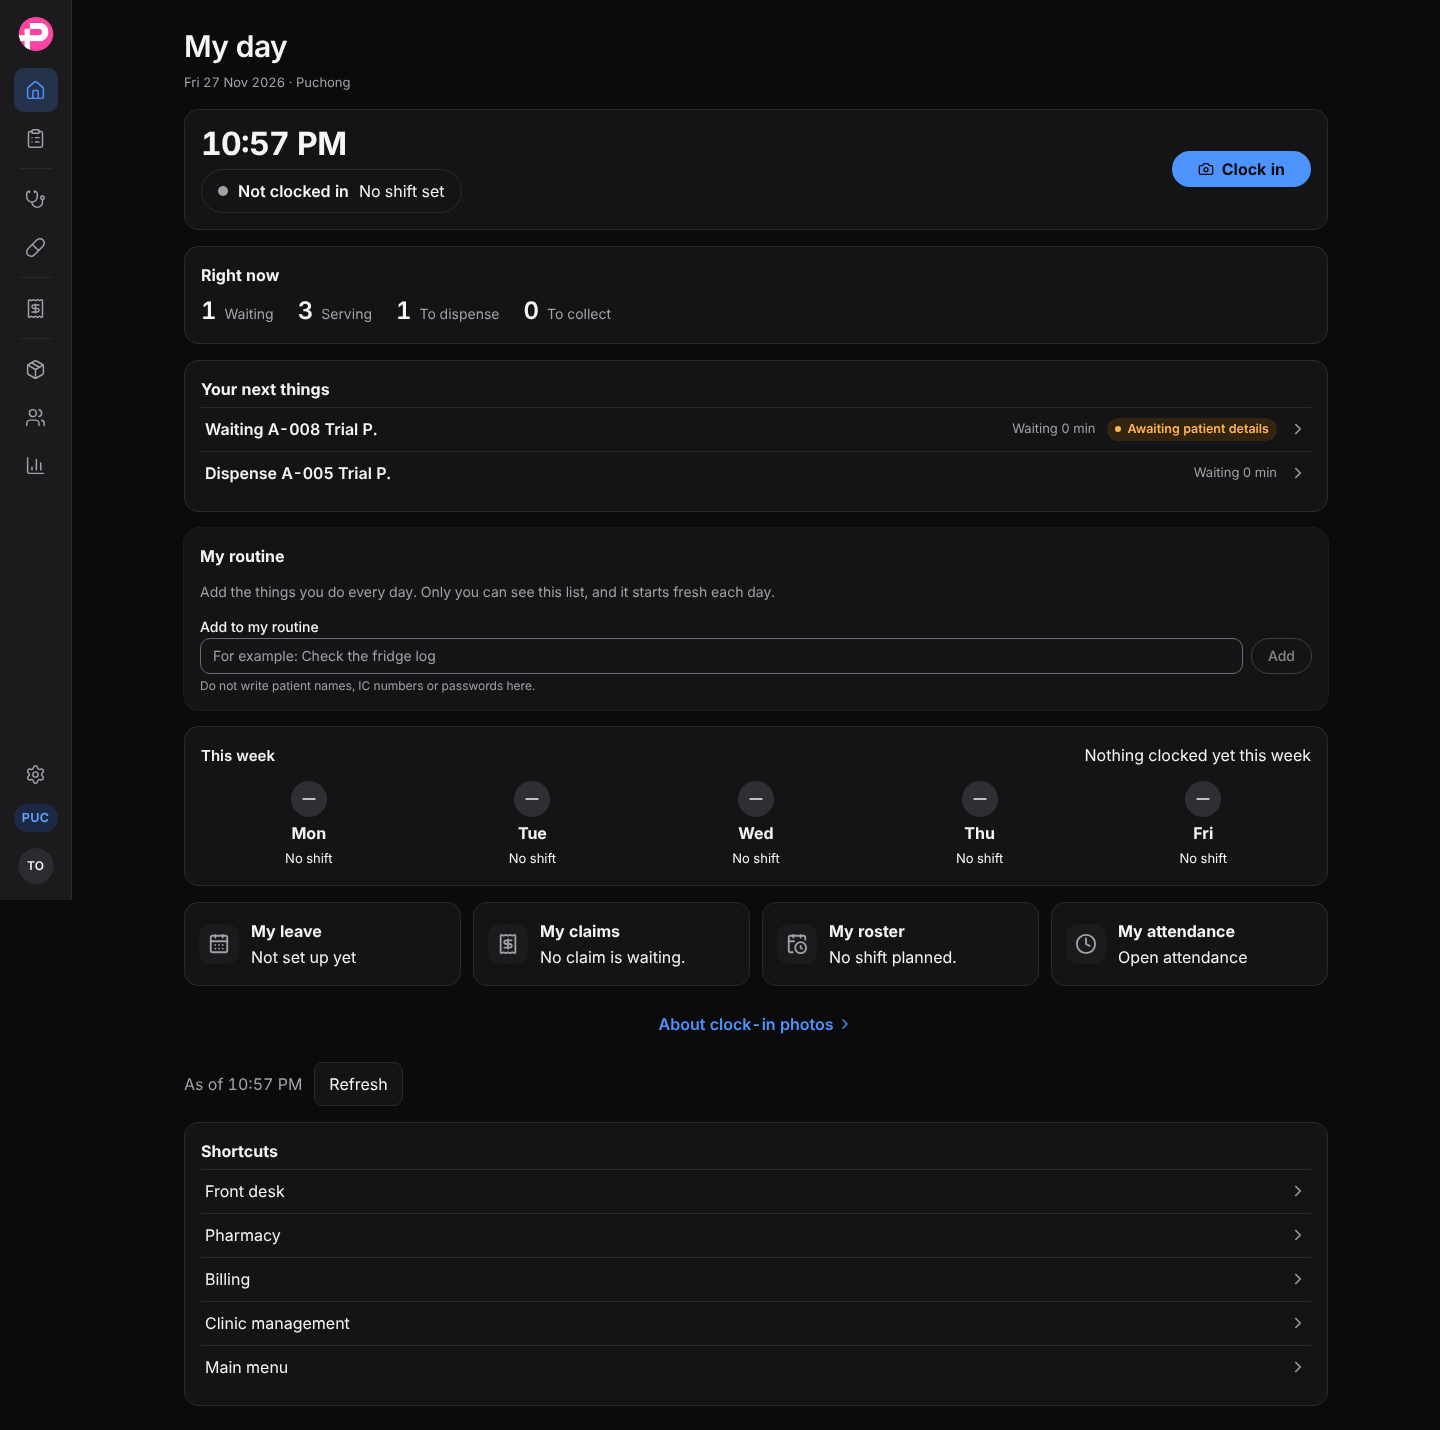 My day
Fri 27 Nov 2026 · Puchong
10:57 PM
Not clocked in No shift set
Clock in
Right now
1 Waiting 3 Serving 1 To dispense 0 To collect
Your next things
Waiting A-008 Trial P. Waiting 0 min Awaiting patient details
Dispense A-005 Trial P. Waiting 0 min
My routine
Add the things you do every day. Only you can see this list, and it starts fresh each day.
Add to my routine
For example: Check the fridge log Add
Do not write patient names, IC numbers or passwords here.
This week Nothing clocked yet this week
Mon Tue Wed Thu Fri
No shift No shift No shift No shift No shift
PUC
TO
My leave
Not set up yet
My claims
No claim is waiting.
My roster
No shift planned.
My attendance
Open attendance
About clock-in photos
As of 10:57 PM Refresh
Shortcuts
Front desk
Pharmacy
Billing
Clinic management
Main menu